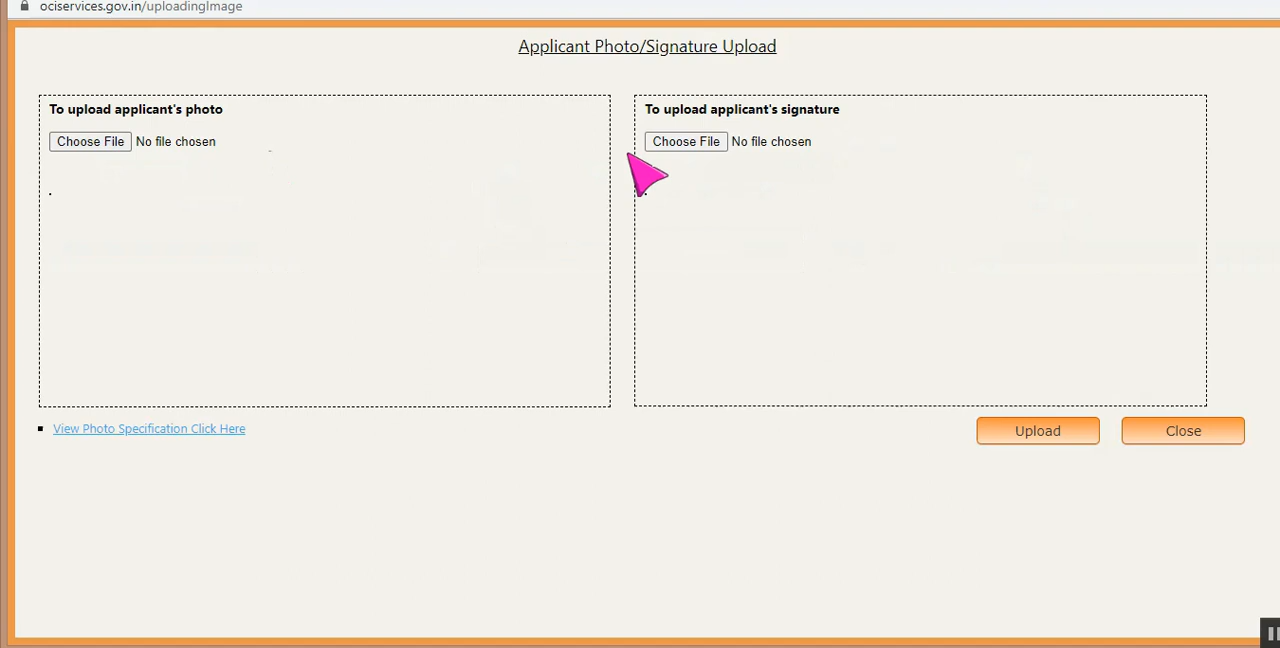 ociservices.gov.in/uploadingImage
Applicant Photo/Signature Upload
To upload applicant's photo
Choose File No file chosen
To upload applicant's signature
Choose File No file chosen
View Photo Specification Click Here
Upload
Close